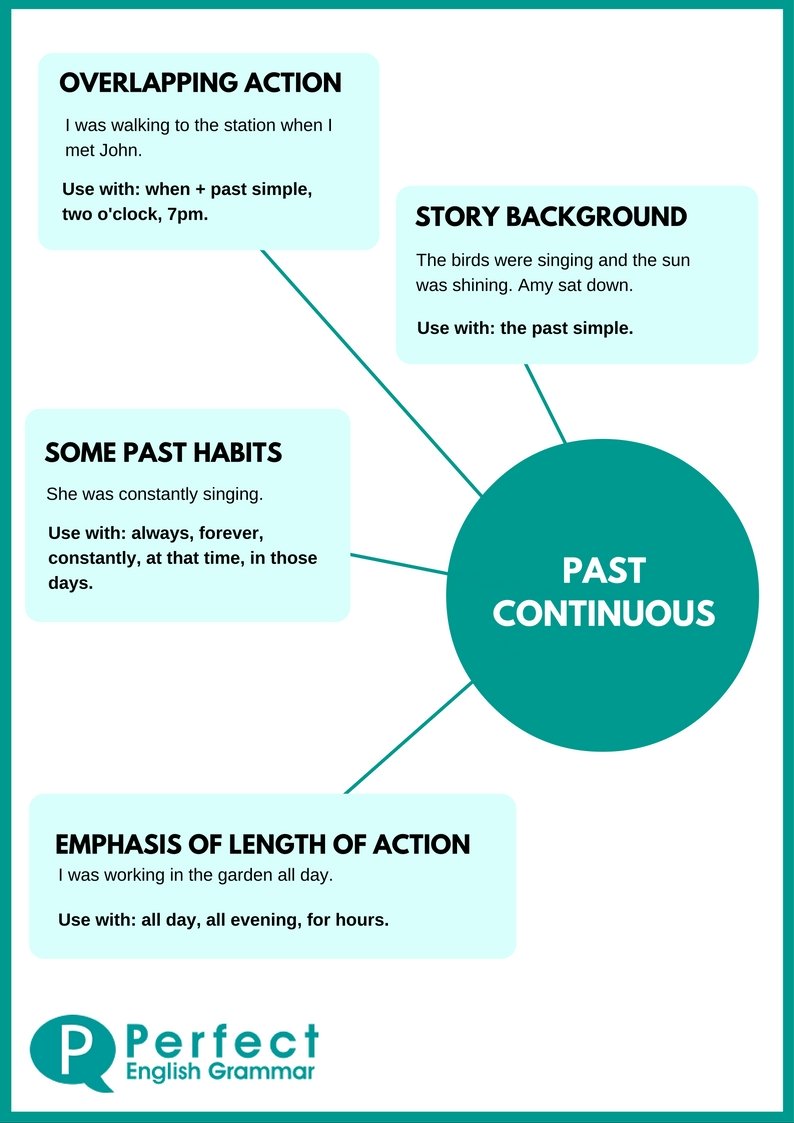 OVERLAPPING ACTION
I was walking to the station when I
met John.
Use with: when + past simple,
two o'clock, 7pm.
STORY BACKGROUND
The birds were singing and the sun
was shining. Amy sat down.
Use with: the past simple.
SOME PAST HABITS
She was constantly singing.
Use with: always, forever,
constantly, at that time, in those
days.
PAST
CONTINUOUS
EMPHASIS OF LENGTH OF ACTION
I was working in the garden all day.
Use with: all day, all evening, for hours.
P
Perfect
English Grammar